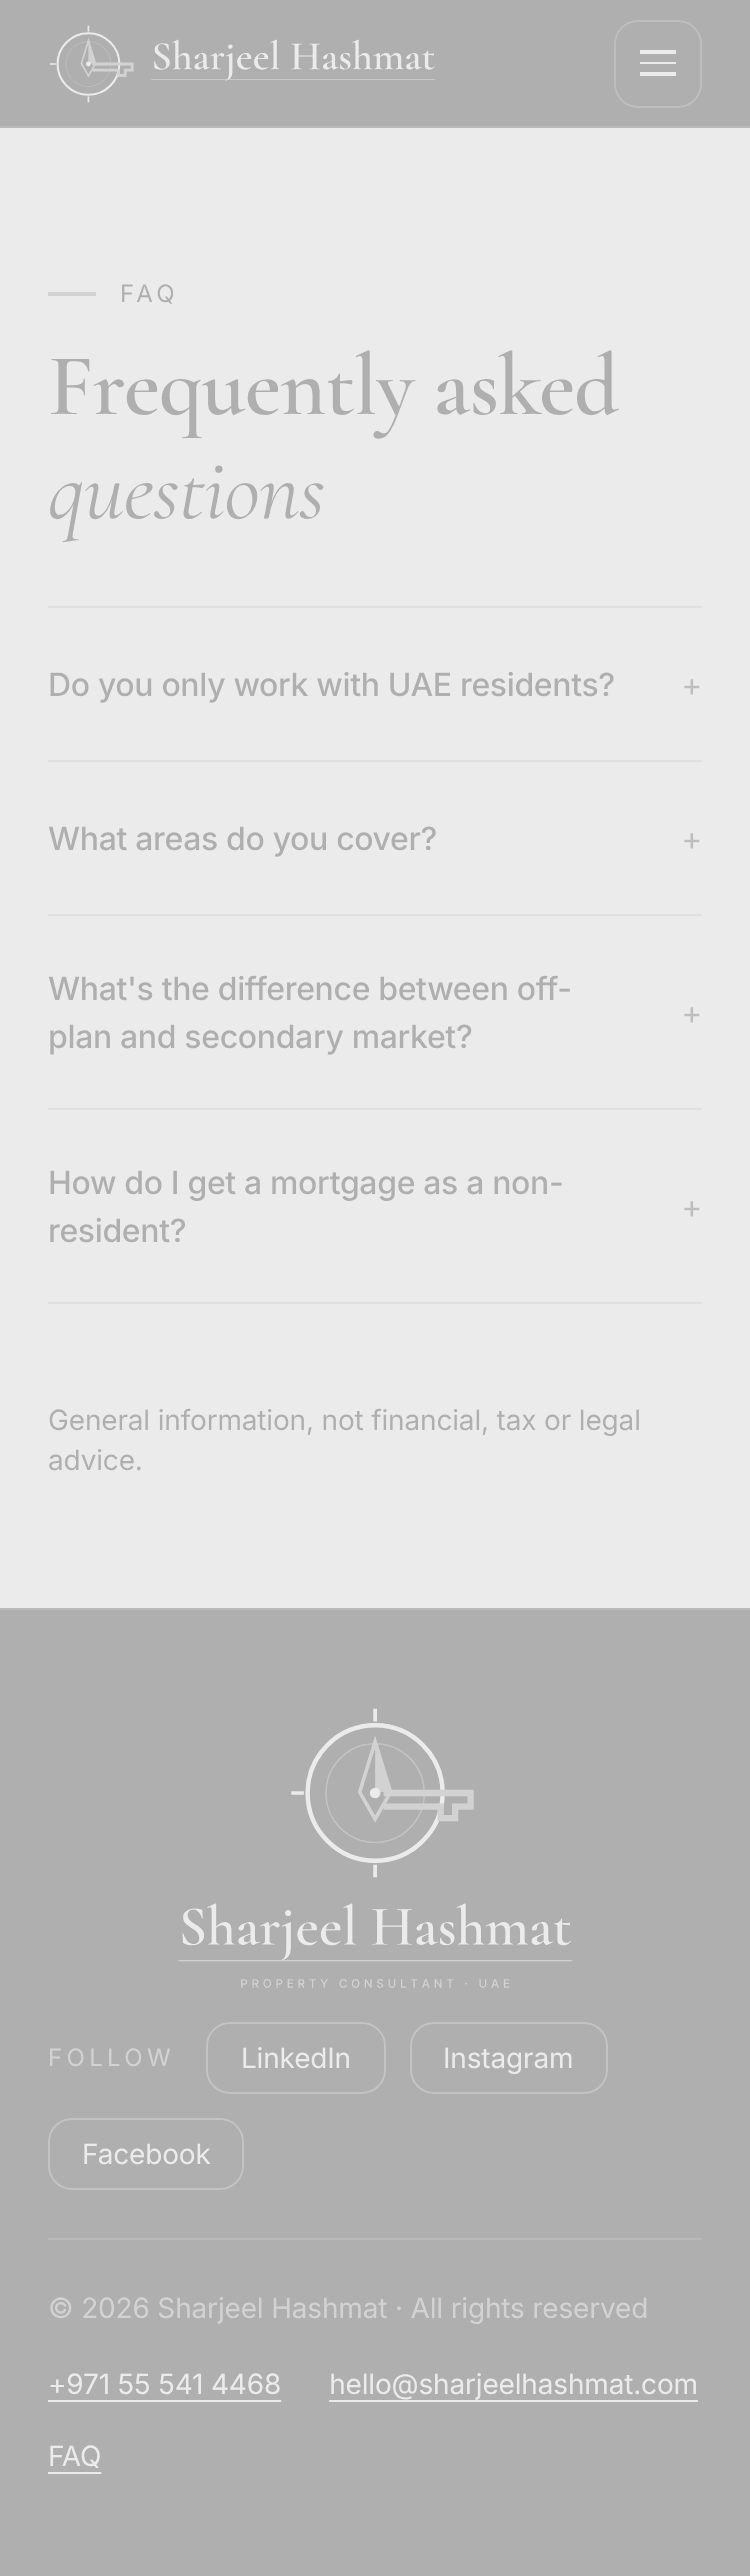 Sharjeel Hashmat
FAQ
Frequently asked
questions
Do you only work with UAE residents?
+
What areas do you cover?
+
What's the difference between off-
plan and secondary market?
+
How do I get a mortgage as a non-
resident?
+
General information, not financial, tax or legal
advice.
Sharjeel Hashmat
PROPERTY CONSULTANT · UAE
FOLLOW LinkedIn Instagram
Facebook
© 2026 Sharjeel Hashmat · All rights reserved
+971 55 541 4468 hello@sharjeelhashmat.com
FAQ